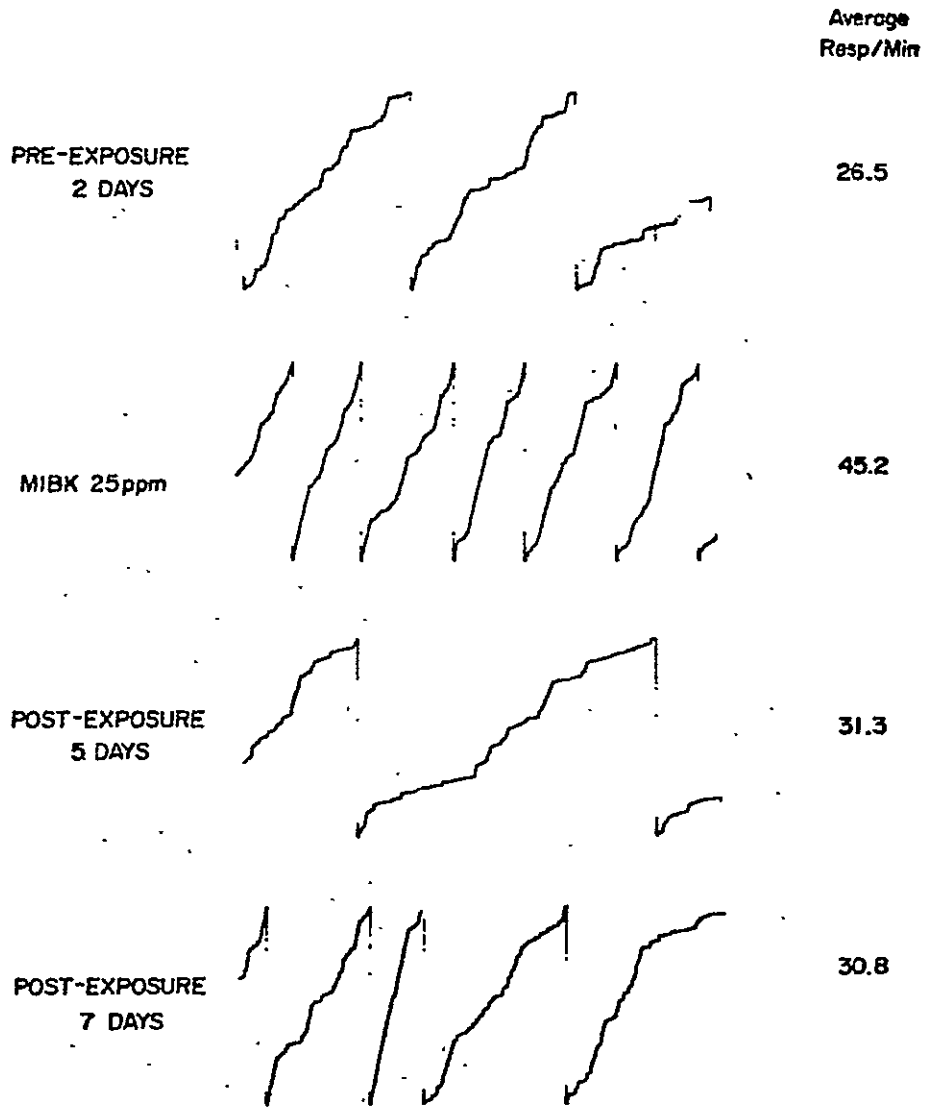 Average
Resp/Min
PRE-EXPOSURE
2 DAYS
26.5
MIBK 25ppm
45.2
POST-EXPOSURE
5 DAYS
31.3
POST-EXPOSURE
7 DAYS
30.8